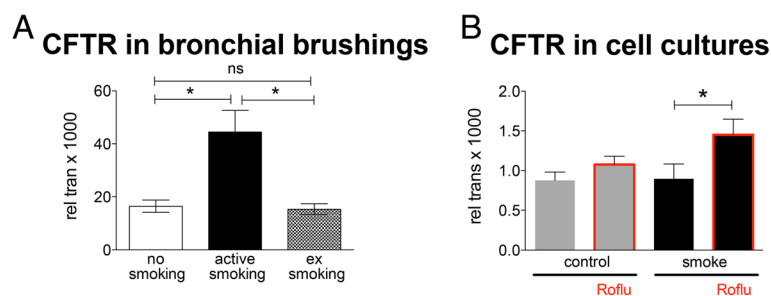 A CFTR in bronchial brushings
ns
* *
60
40
20
0
rel tran x 1000
no smoking
active smoking
ex smoking
B CFTR in cell cultures
*
2.0
1.5
1.0
0.5
0.0
rel trans x 1000
control smoke
Roflu Roflu